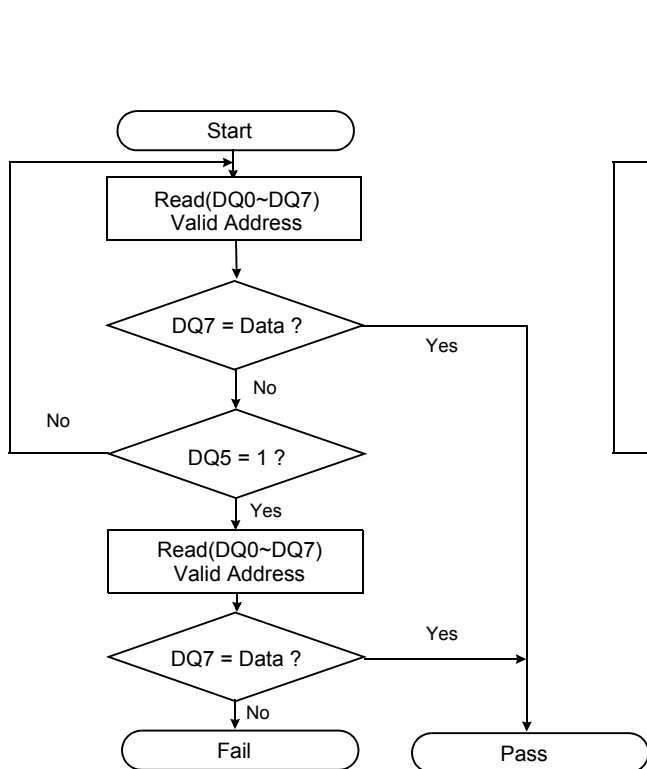 Start
Read(DQ0~DQ7)
Valid Address
DQ7 = Data ?
Yes
No
No
DQ5 = 1 ?
Yes
Read(DQ0~DQ7)
Valid Address
Yes
DQ7 = Data ?
No
Fail
Pass